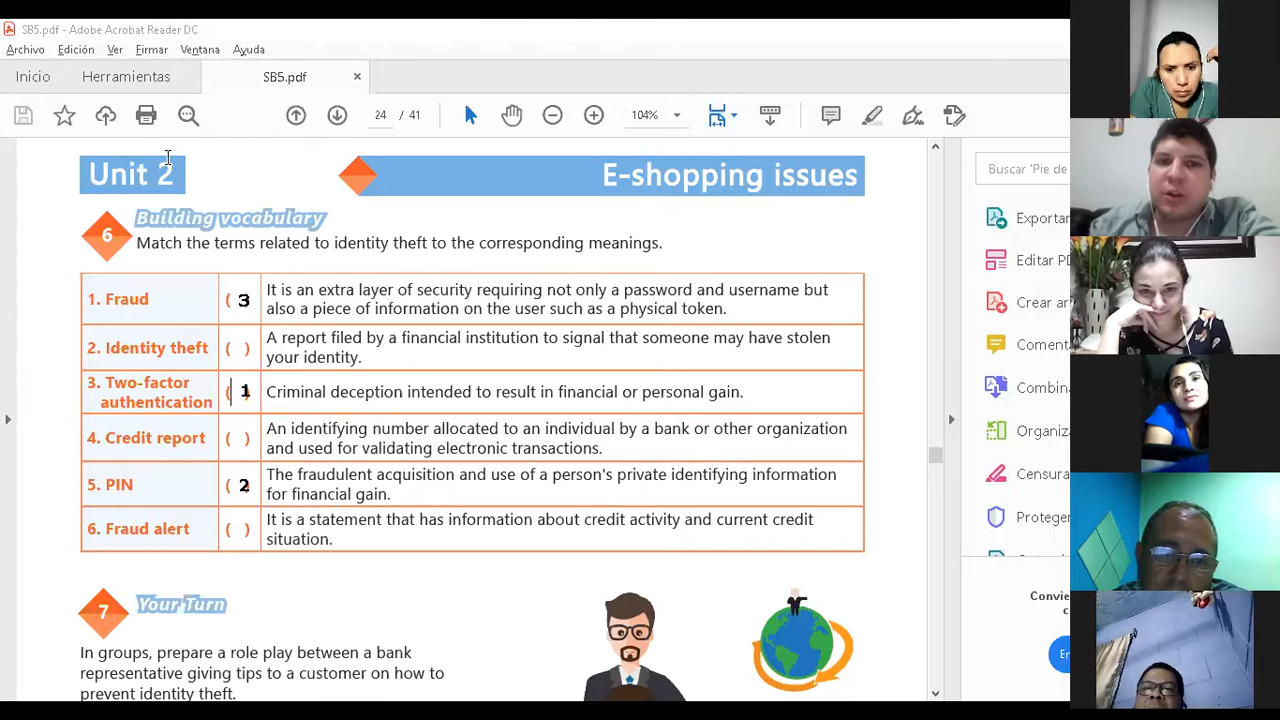 SB5.pdf - Adobe Acrobat Reader DC
Archivo Edición Ver Firmar Ventana Ayuda
Inicio Herramientas SB5.pdf ×
24 / 41 104%
Unit 2 E-shopping issues
Buscar 'Pie de
6 Building vocabulary
Match the terms related to identity theft to the corresponding meanings.
1. Fraud ( 3 It is an extra layer of security requiring not only a password and username but
also a piece of information on the user such as a physical token.
2. Identity theft ( ) A report filed by a financial institution to signal that someone may have stolen
your identity.
3. Two-factor
authentication ( 1 Criminal deception intended to result in financial or personal gain.
4. Credit report ( ) An identifying number allocated to an individual by a bank or other organization
and used for validating electronic transactions.
5. PIN ( 2 The fraudulent acquisition and use of a person's private identifying information
for financial gain.
6. Fraud alert ( ) It is a statement that has information about credit activity and current credit
situation.
Exportar
Editar PD
Crear ar
Comenta
Combin
Organiz
Censura
Proteger
7 Your Turn
In groups, prepare a role play between a bank
representative giving tips to a customer on how to
prevent identity theft.
Convie
c
En